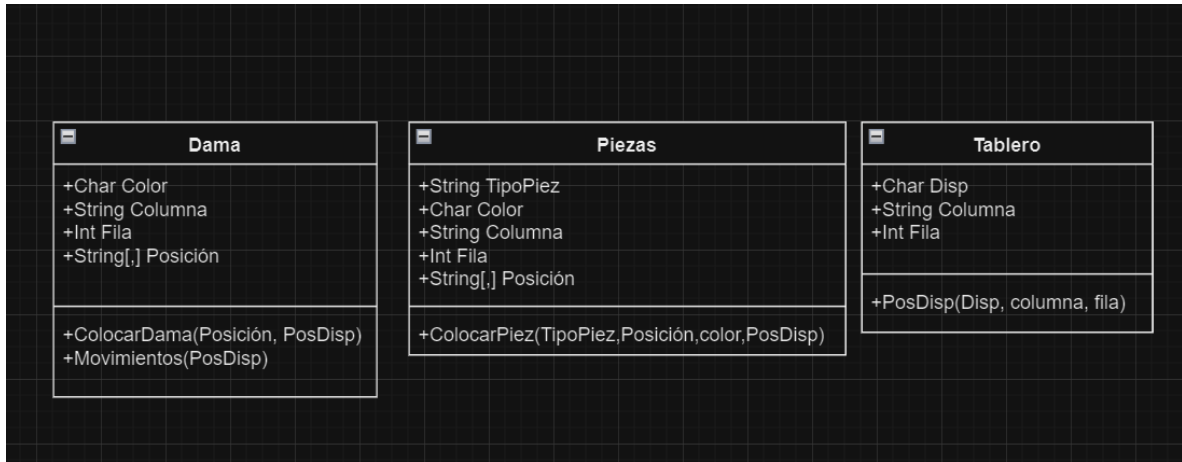 Dama
+Char Color
+String Columna
+Int Fila
+String[,] Posición
+ColocarDama(Posición, PosDisp)
+Movimientos(PosDisp)
Piezas
+String TipoPiez
+Char Color
+String Columna
+Int Fila
+String[,] Posición
+ColocarPiez(TipoPiez,Posición,color,PosDisp)
Tablero
+Char Disp
+String Columna
+Int Fila
+PosDisp(Disp, columna, fila)